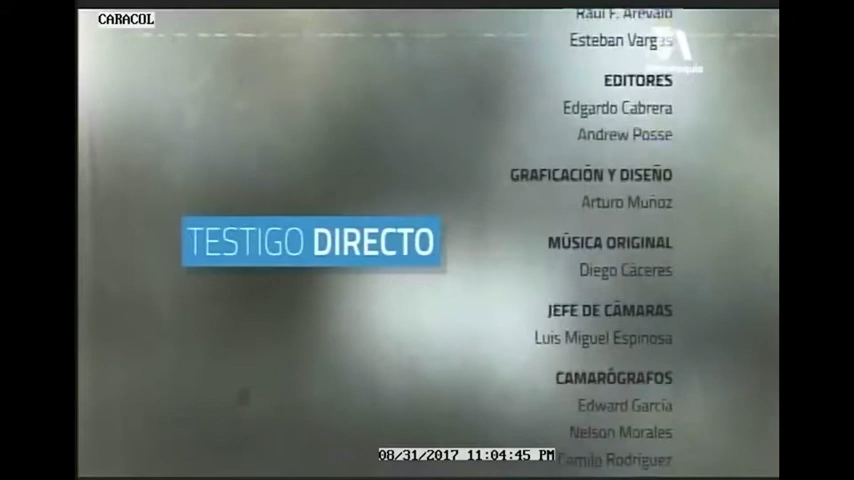 CARACOL
Raúl F. Arévalo
Esteban Vargas
EDITORES
Edgardo Cabrera
Andrew Posse
GRAFICACIÓN Y DISEÑO
Arturo Muñoz
TESTIGO DIRECTO
MÚSICA ORIGINAL
Diego Cáceres
JEFE DE CÁMARAS
Luis Miguel Espinosa
CAMARÓGRAFOS
Edward García
Nelson Morales
08/31/2017 11:04:45 PM
Camilo Rodríguez